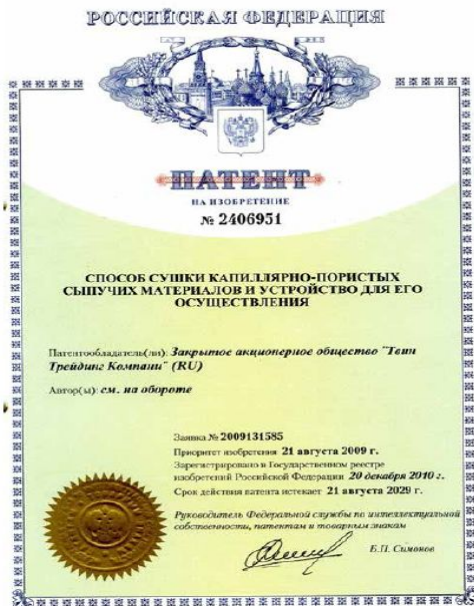 РОССИЙСКАЯ ФЕДЕРАЦИЯ
ПАТЕНТ
НА ИЗОБРЕТЕНИЕ
№ 2406951
СПОСОБ СУШКИ КАПИЛЛЯРНО-ПОРИСТЫХ
СЫПУЧИХ МАТЕРИАЛОВ И УСТРОЙСТВО ДЛЯ ЕГО
ОСУЩЕСТВЛЕНИЯ
Патентообладатель(ли): Закрытое акционерное общество "Твин
Трейдинг Компани" (RU)
Автор(ы): см. на обороте
Заявка № 2009131585
Приоритет изобретения 21 августа 2009 г.
Зарегистрировано в Государственном реестре
изобретений Российской Федерации 20 декабря 2010 г.
Срок действия патента истекает 21 августа 2029 г.
Руководитель Федеральной службы по интеллектуальной
собственности, патентам и товарным знакам
Б.П. Симонов